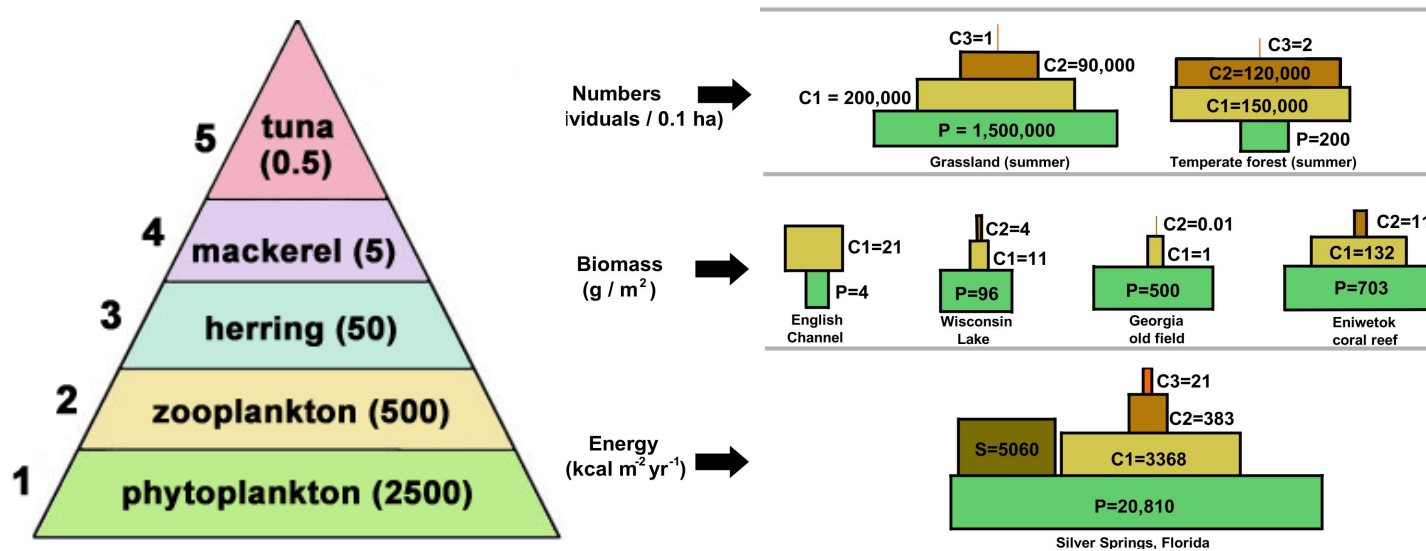 5
tuna
(0.5)
4
mackerel (5)
3
herring (50)
2
zooplankton (500)
1
phytoplankton (2500)
Numbers
ividuals / 0.1 ha)
C3=1
C2=90,000
C1 = 200,000
P = 1,500,000
Grassland (summer)
C3=2
C2=120,000
C1=150,000
P=200
Temperate forest (summer)
Biomass
(g / m²)
C1=21
P=4
English
Channel
C2=4
C1=11
P=96
Wisconsin
Lake
C2=0.01
C1=1
P=500
Georgia
old field
C2=11
C1=132
P=703
Eniwetok
coral reef
Energy
(kcal m⁻² yr⁻¹)
C3=21
C2=383
S=5060
C1=3368
P=20,810
Silver Springs, Florida